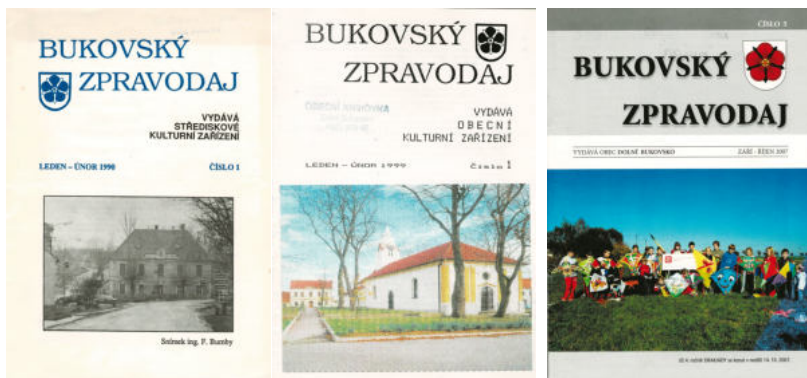 BUKOVSKÝ
ZPRAVODAJ
VYDÁVÁ
STŘEDISKOVÉ
KULTURNÍ ZAŘÍZENÍ
LEDEN – ÚNOR 1990 ČÍSLO 1
Snímek ing. F. Bumby
BUKOVSKÝ
ZPRAVODAJ
VYDÁVÁ
OBECNÍ
KULTURNÍ ZAŘÍZENÍ
LEDEN – ÚNOR 1999 Číslo 1
ČÍSLO 5
BUKOVSKÝ
ZPRAVODAJ
VYDÁVÁ OBEC DOLNÍ BUKOVSKO ZÁŘÍ - ŘÍJEN 2007